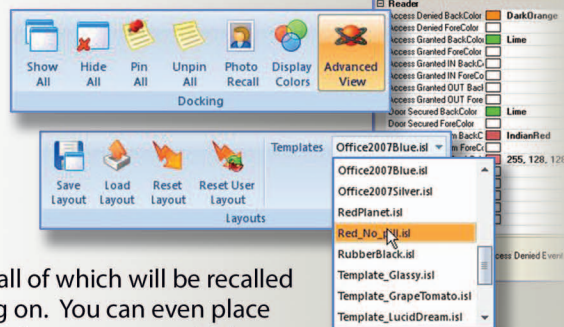 Reader
Access Denied BackColor DarkOrange
Access Denied ForeColor
Access Granted BackColor Lime
Access Granted ForeColor
Access Granted IN BackCo
Access Granted IN ForeCo
Access Granted OUT Back
Access Granted OUT Fore
Door Secured BackColor Lime
Door Secured ForeColor
m BackC IndianRed
m ForeCo
255, 128, 128
Show All
Hide All
Pin All
Unpin All
Photo Recall
Display Colors
Advanced View
Docking
Save Layout
Load Layout
Reset Layout
Reset User Layout
Templates Office2007Blue.isl
Layouts
Office2007Blue.isl
Office2007Silver.isl
RedPlanet.isl
RubberBlack.isl
Template_Glassy.isl
Template_GrapeTomato.isl
Template_LucidDream.isl
cess Denied Event
all of which will be recalled
g on. You can even place